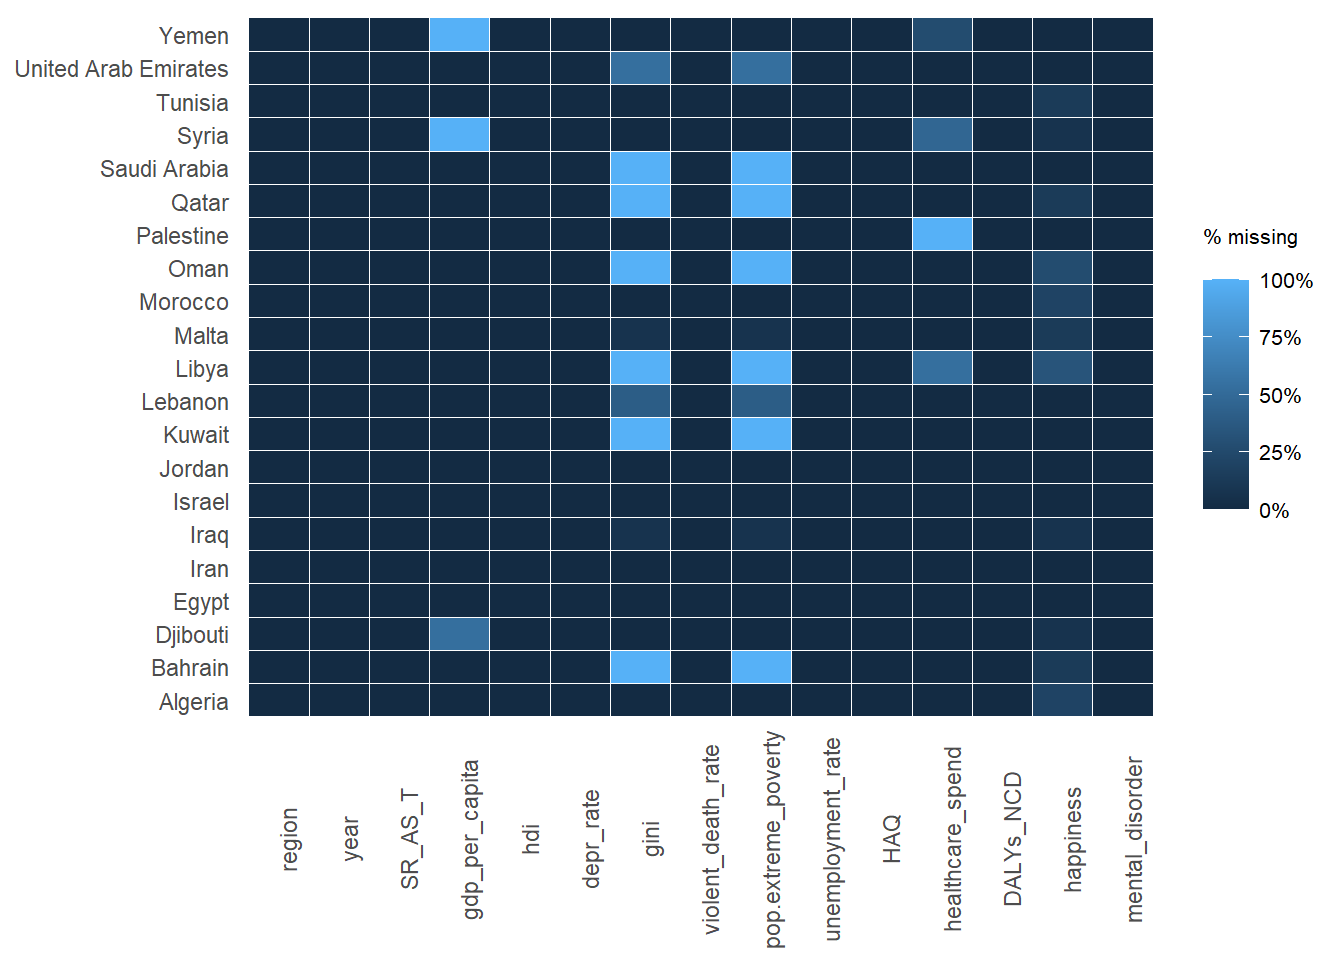 Yemen
United Arab Emirates
Tunisia
Syria
Saudi Arabia
Qatar
Palestine
Oman
Morocco
Malta
Libya
Lebanon
Kuwait
Jordan
Israel
Iraq
Iran
Egypt
Djibouti
Bahrain
Algeria
region
year
SR_AS_T
gdp_per_capita
hdi
depr_rate
gini
violent_death_rate
pop.extreme_poverty
unemployment_rate
HAQ
healthcare_spend
DALYs_NCD
happiness
mental_disorder
% missing
100%
75%
50%
25%
0%